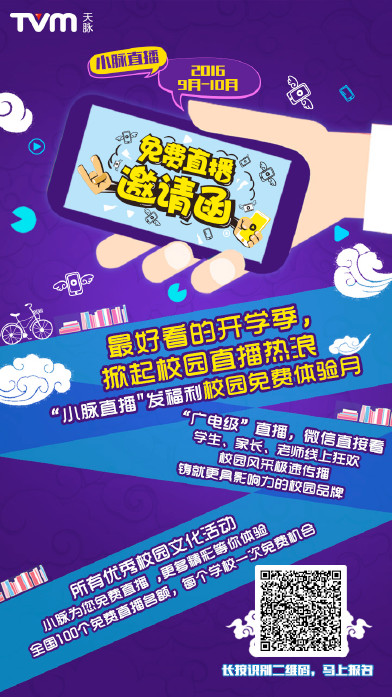 TVM 天脉
小脉直播
2016
9月-10月
免费直播
邀请函
最好看的开学季，
掀起校园直播热浪
“小脉直播”发福利校园免费体验月
“广电级”直播，微信直接看
学生、家长、老师线上狂欢
校园风采极速传播
铸就更具影响力的校园品牌
所有优秀校园文化活动
小脉为您免费直播，更多精彩等你体验
全国100个免费直播名额，每个学校一次免费机会
长按识别二维码，马上报名